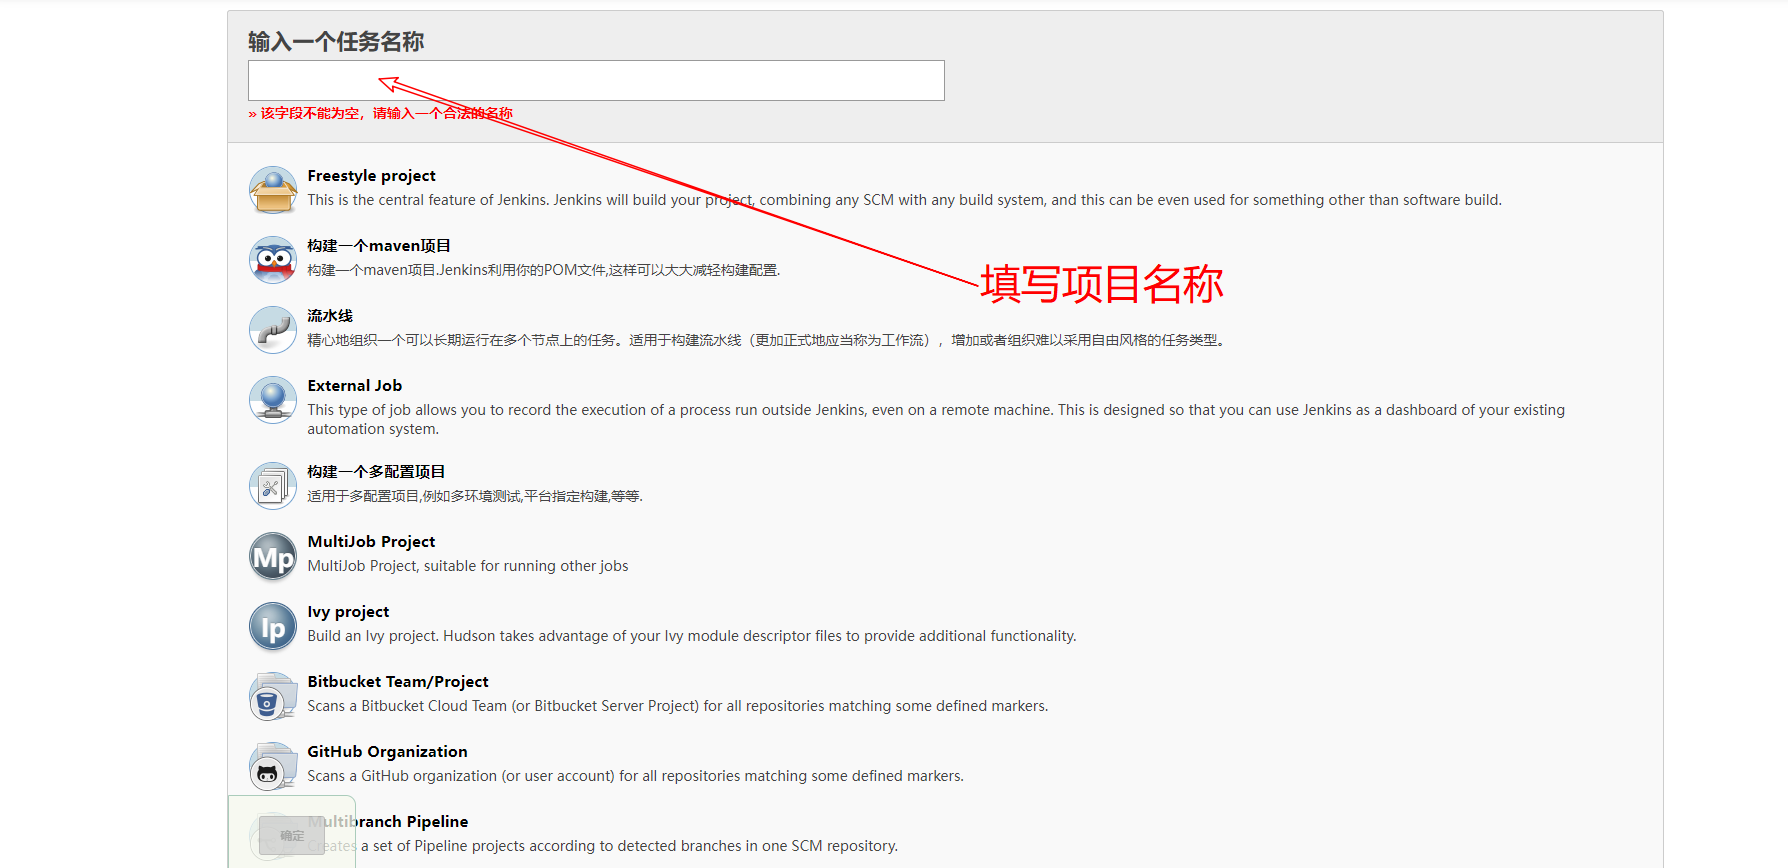 输入一个任务名称
» 该字段不能为空，请输入一个合法的名称
Freestyle project
This is the central feature of Jenkins. Jenkins will build your project, combining any SCM with any build system, and this can be even used for something other than software build.
构建一个maven项目
构建一个maven项目.Jenkins利用你的POM文件,这样可以大大减轻构建配置.
填写项目名称
流水线
精心地组织一个可以长期运行在多个节点上的任务。适用于构建流水线（更加正式地应当称为工作流），增加或者组织难以采用自由风格的任务类型。
External Job
This type of job allows you to record the execution of a process run outside Jenkins, even on a remote machine. This is designed so that you can use Jenkins as a dashboard of your existing
automation system.
构建一个多配置项目
适用于多配置项目,例如多环境测试,平台指定构建,等等.
Mp
MultiJob Project
MultiJob Project, suitable for running other jobs
Ip
Ivy project
Build an Ivy project. Hudson takes advantage of your Ivy module descriptor files to provide additional functionality.
Bitbucket Team/Project
Scans a Bitbucket Cloud Team (or Bitbucket Server Project) for all repositories matching some defined markers.
GitHub Organization
Scans a GitHub organization (or user account) for all repositories matching some defined markers.
Multibranch Pipeline
确定
Creates a set of Pipeline projects according to detected branches in one SCM repository.